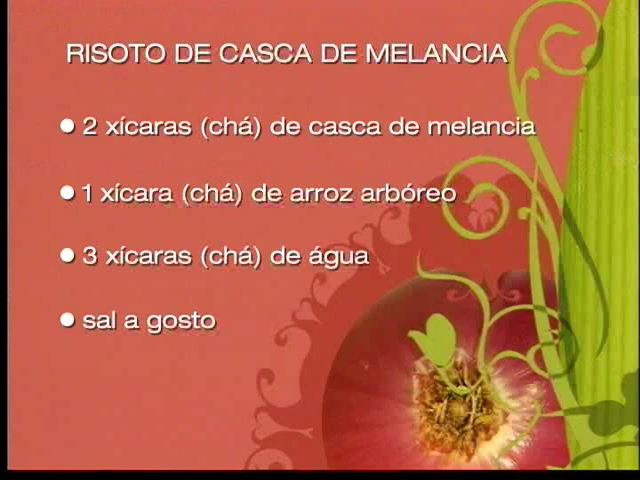 RISOTO DE CASCA DE MELANCIA
• 2 xícaras (chá) de casca de melancia
• 1 xícara (chá) de arroz arbóreo
• 3 xícaras (chá) de água
• sal a gosto